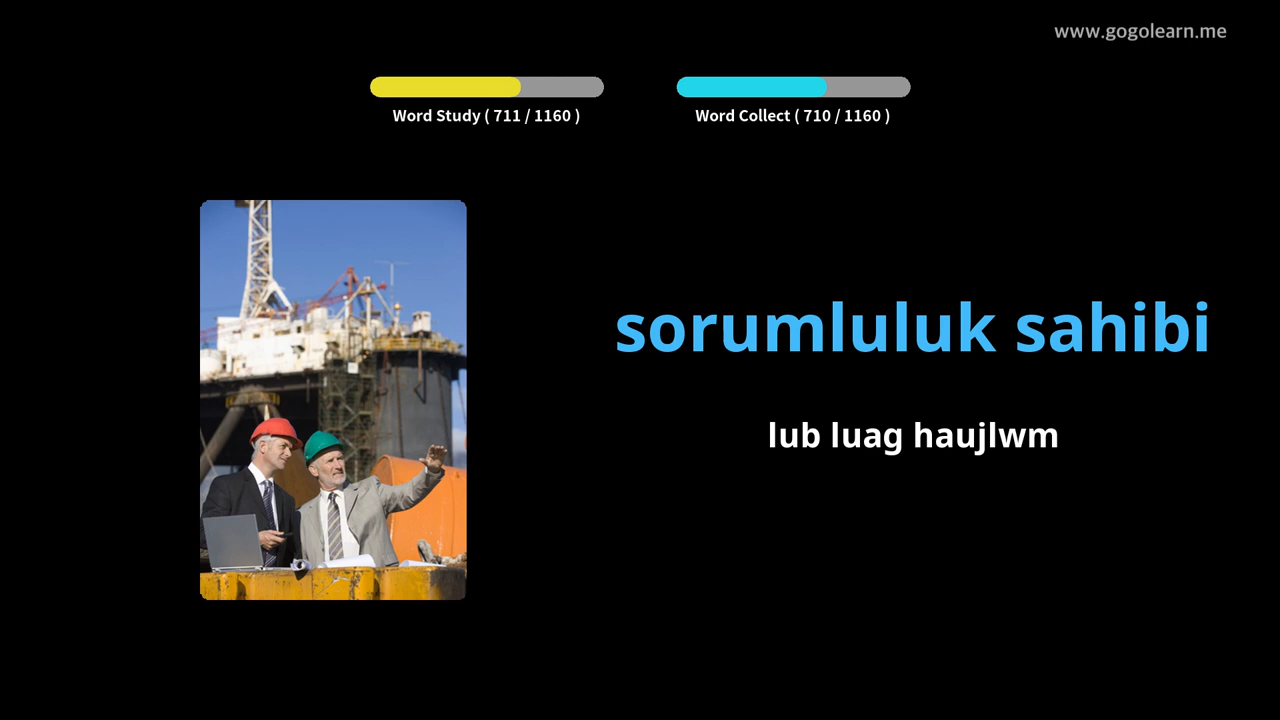 www.gogolearn.me
Word Study ( 711 / 1160 )
Word Collect ( 710 / 1160 )
sorumluluk sahibi
lub luag haujlwm